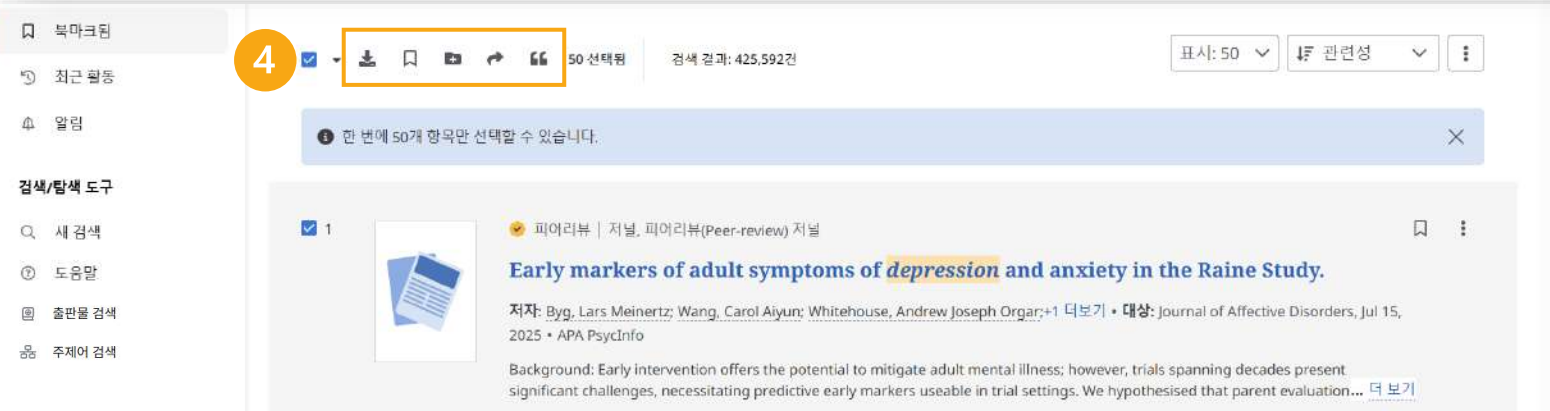 북마크됨
최근 활동
알림
검색/탐색 도구
새 검색
도움말
출판물 검색
주제어 검색
4
50 선택됨
검색 결과: 425,592건
표시: 50
관련성
한 번에 50개 항목만 선택할 수 있습니다.
1
피어리뷰 | 저널, 피어리뷰(Peer-review) 저널
Early markers of adult symptoms of depression and anxiety in the Raine Study.
저자: Byg, Lars Meinertz; Wang, Carol Aiyun; Whitehouse, Andrew Joseph Orgar;+1 더보기 • 대상: Journal of Affective Disorders, Jul 15,
2025 • APA PsycInfo
Background: Early intervention offers the potential to mitigate adult mental illness; however, trials spanning decades present
significant challenges, necessitating predictive early markers useable in trial settings. We hypothesised that parent evaluation... 더 보기